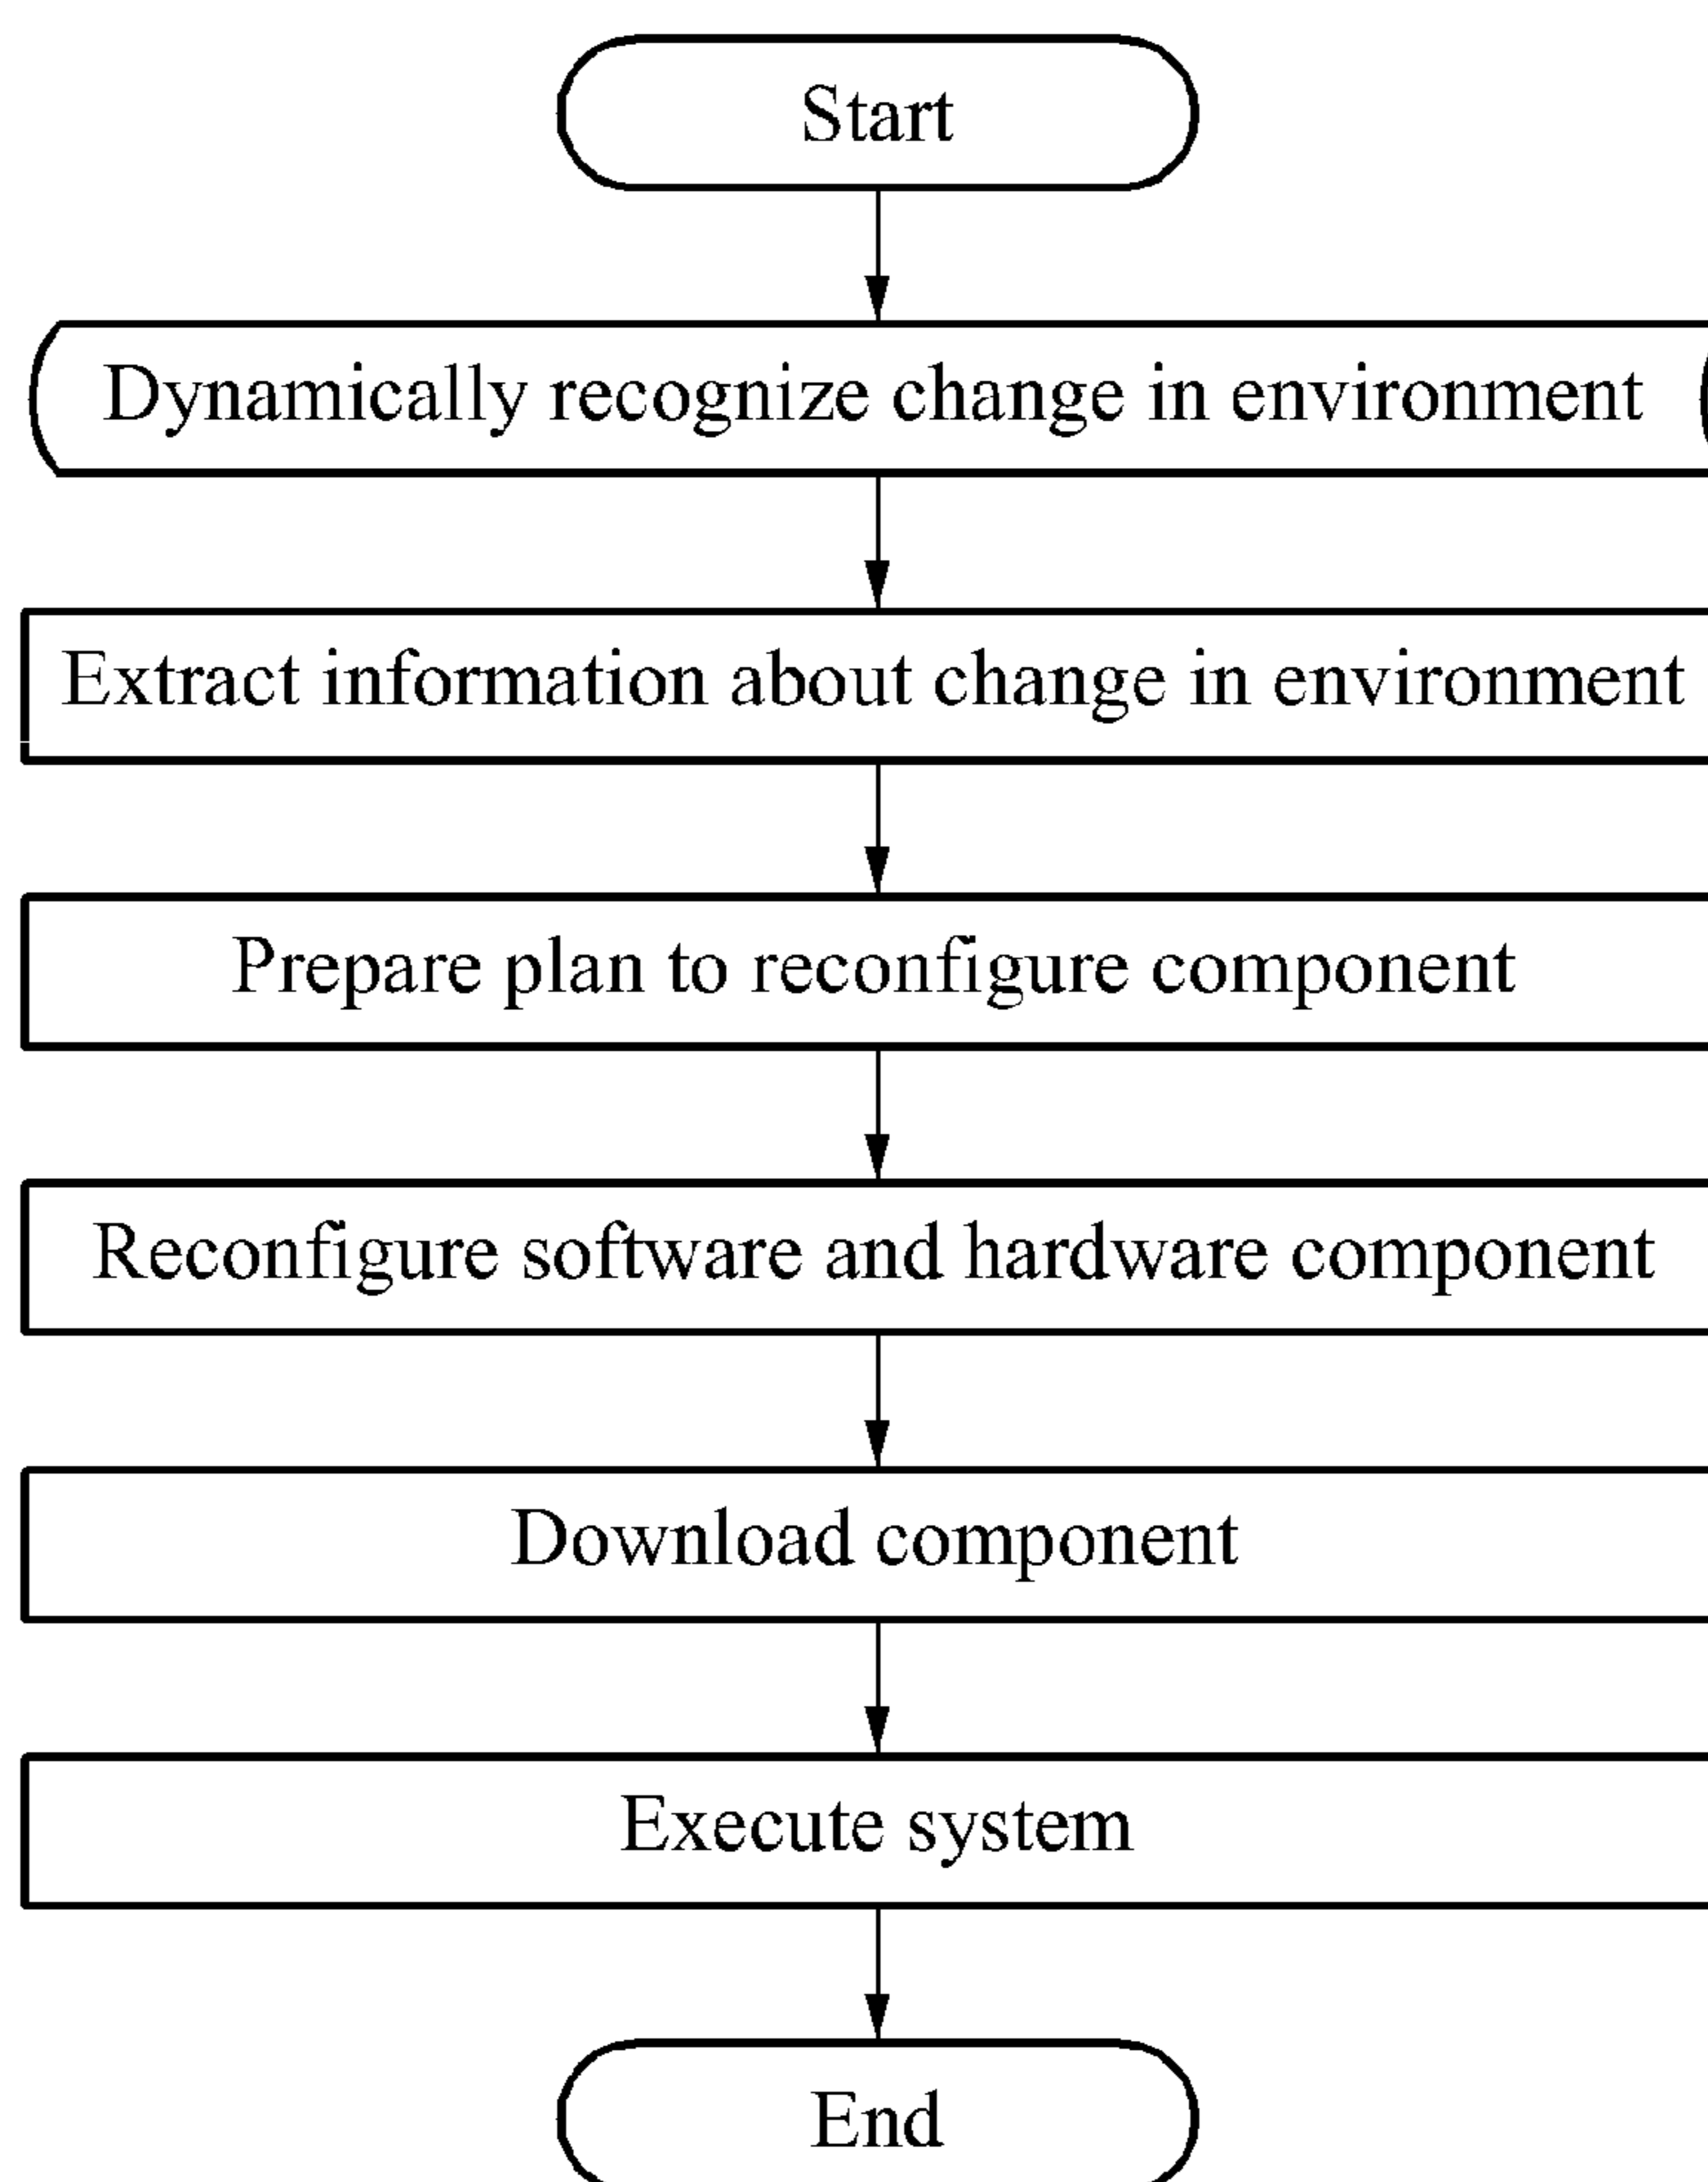 Start
Dynamically recognize change in environment
Extract information about change in environment
Prepare plan to reconfigure component
Reconfigure software and hardware component
Download component
Execute system
End